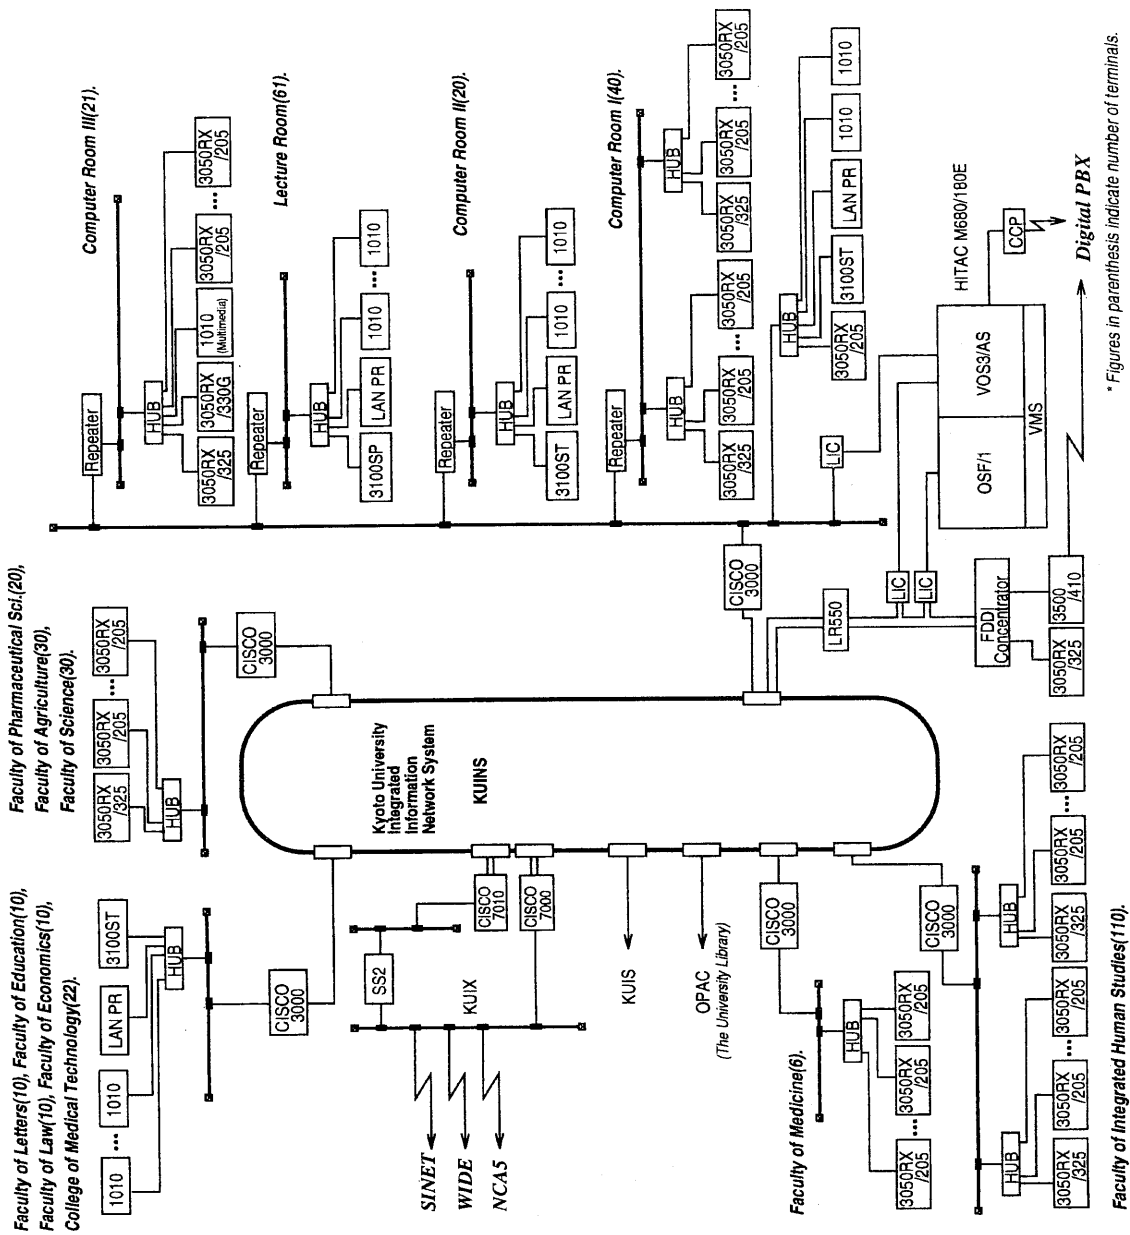 Faculty of Letters(10), Faculty of Education(10),
Faculty of Law(10), Faculty of Economics(10),
College of Medical Technology(22).
1010
...
1010
LAN PR
3100ST
HUB
CISCO
3000
Faculty of Pharmaceutical Sci.(20),
Faculty of Agriculture(30),
Faculty of Science(30).
3050RX
/325
3050RX
/205
...
3050RX
/205
HUB
CISCO
3000
Computer Room III(21).
Repeater
HUB
3050RX
/325
3050RX
/330G
1010
(Multimedia)
3050RX
/205
...
3050RX
/205
Lecture Room(61).
Repeater
HUB
3100SP
LAN PR
1010
...
1010
Computer Room II(20).
Repeater
HUB
3100ST
LAN PR
1010
...
1010
Computer Room I(40).
Repeater
HUB
3050RX
/325
3050RX
/205
...
3050RX
/205
HUB
3050RX
/325
3050RX
/205
...
3050RX
/205
HUB
3050RX
/205
3100ST
LAN PR
1010
1010
LIC
CISCO
3000
LR550
LIC
LIC
FDDI
Concentrator
3050RX
/325
3500
/410
HITAC M680/180E
OSF/1
VOS3/AS
VMS
CCP
Digital PBX
Kyoto University
Integrated
Information
Network System
KUINS
CISCO
7010
CISCO
7000
SS2
KUIX
SINET
WIDE
NCA5
KUIS
OPAC
(The University Library)
CISCO
3000
Faculty of Medicine(6).
HUB
3050RX
/205
...
3050RX
/205
3050RX
/205
CISCO
3000
HUB
3050RX
/325
3050RX
/205
...
3050RX
/205
HUB
3050RX
/325
3050RX
/205
...
3050RX
/205
Faculty of Integrated Human Studies(110).
* Figures in parenthesis indicate number of terminals.